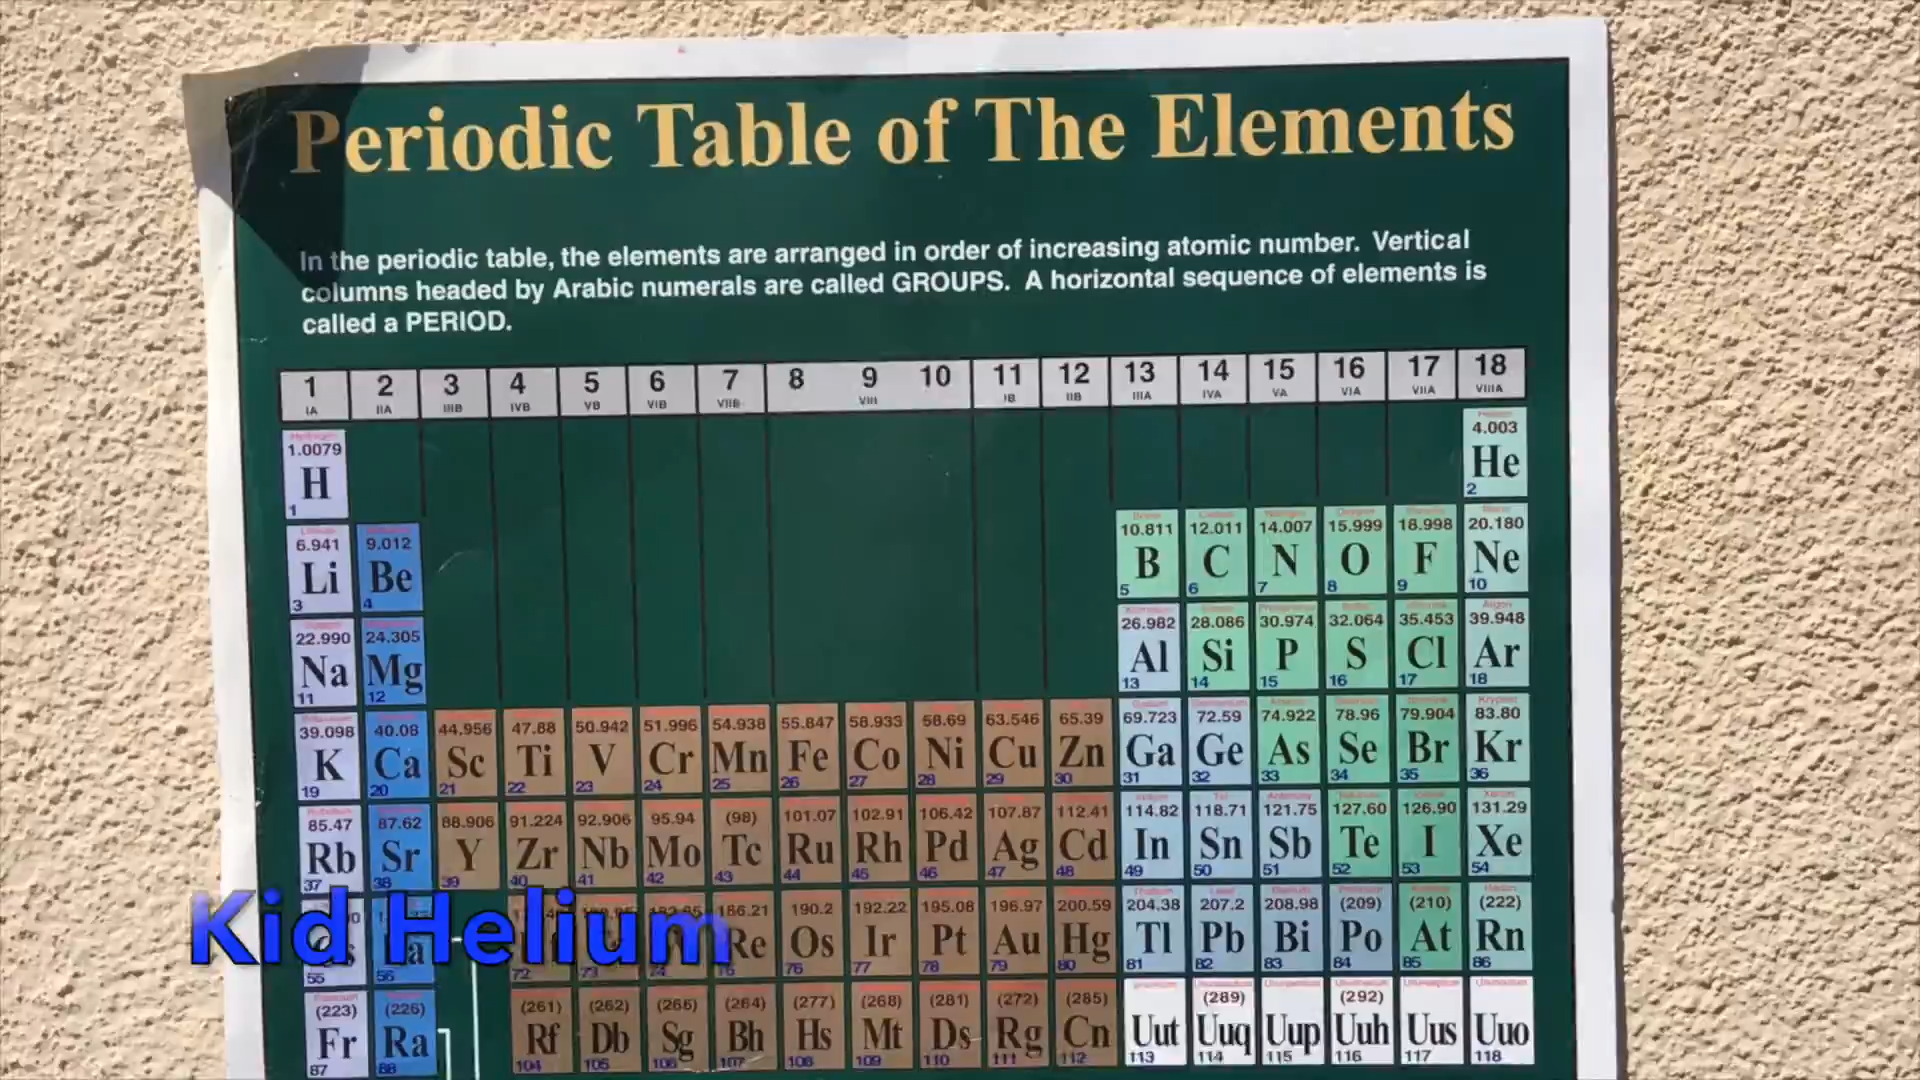 Periodic Table of The Elements
In the periodic table, the elements are arranged in order of increasing atomic number. Vertical
columns headed by Arabic numerals are called GROUPS. A horizontal sequence of elements is
called a PERIOD.
1 2 3 4 5 6 7 8 9 10 11 12 13 14 15 16 17 18
IA IIA IIIB IVB VB VIB VIIB VIII IB IIB IIIA IVA VA VIA VIIA VIIIA
1.0079 4.003
H He
1 2
6.941 9.012 10.811 12.011 14.007 15.999 18.998 20.180
Li Be B C N O F Ne
3 4 5 6 7 8 9 10
22.990 24.305 26.982 28.086 30.974 32.064 35.453 39.948
Na Mg Al Si P S Cl Ar
11 12 13 14 15 16 17 18
39.098 40.08 44.956 47.88 50.942 51.996 54.938 55.847 58.933 58.69 63.546 65.39 69.723 72.59 74.922 78.96 79.904 83.80
K Ca Sc Ti V Cr Mn Fe Co Ni Cu Zn Ga Ge As Se Br Kr
19 20 21 22 23 24 25 26 27 28 29 30 31 32 33 34 35 36
85.47 87.62 88.906 91.224 92.906 95.94 (98) 101.07 102.91 106.42 107.87 112.41 114.82 118.71 121.75 127.60 126.90 131.29
Rb Sr Y Zr Nb Mo Tc Ru Rh Pd Ag Cd In Sn Sb Te I Xe
37 38 39 40 41 42 43 44 45 46 47 48 49 50 51 52 53 54
186.21 190.2 192.22 195.08 196.97 200.59 204.38 207.2 208.98 (209) (210) (222)
Kid Helium
Re Os Ir Pt Au Hg Tl Pb Bi Po At Rn
55 56 72 73 74 76 77 78 79 80 81 82 83 84 85 86
(223) (226) (261) (262) (266) (264) (277) (268) (281) (272) (285) (289) (292)
Fr Ra Rf Db Sg Bh Hs Mt Ds Rg Cn Uut Uuq Uup Uuh Uus Uuo
87 88 104 105 106 107 108 109 110 111 112 113 114 115 116 117 118